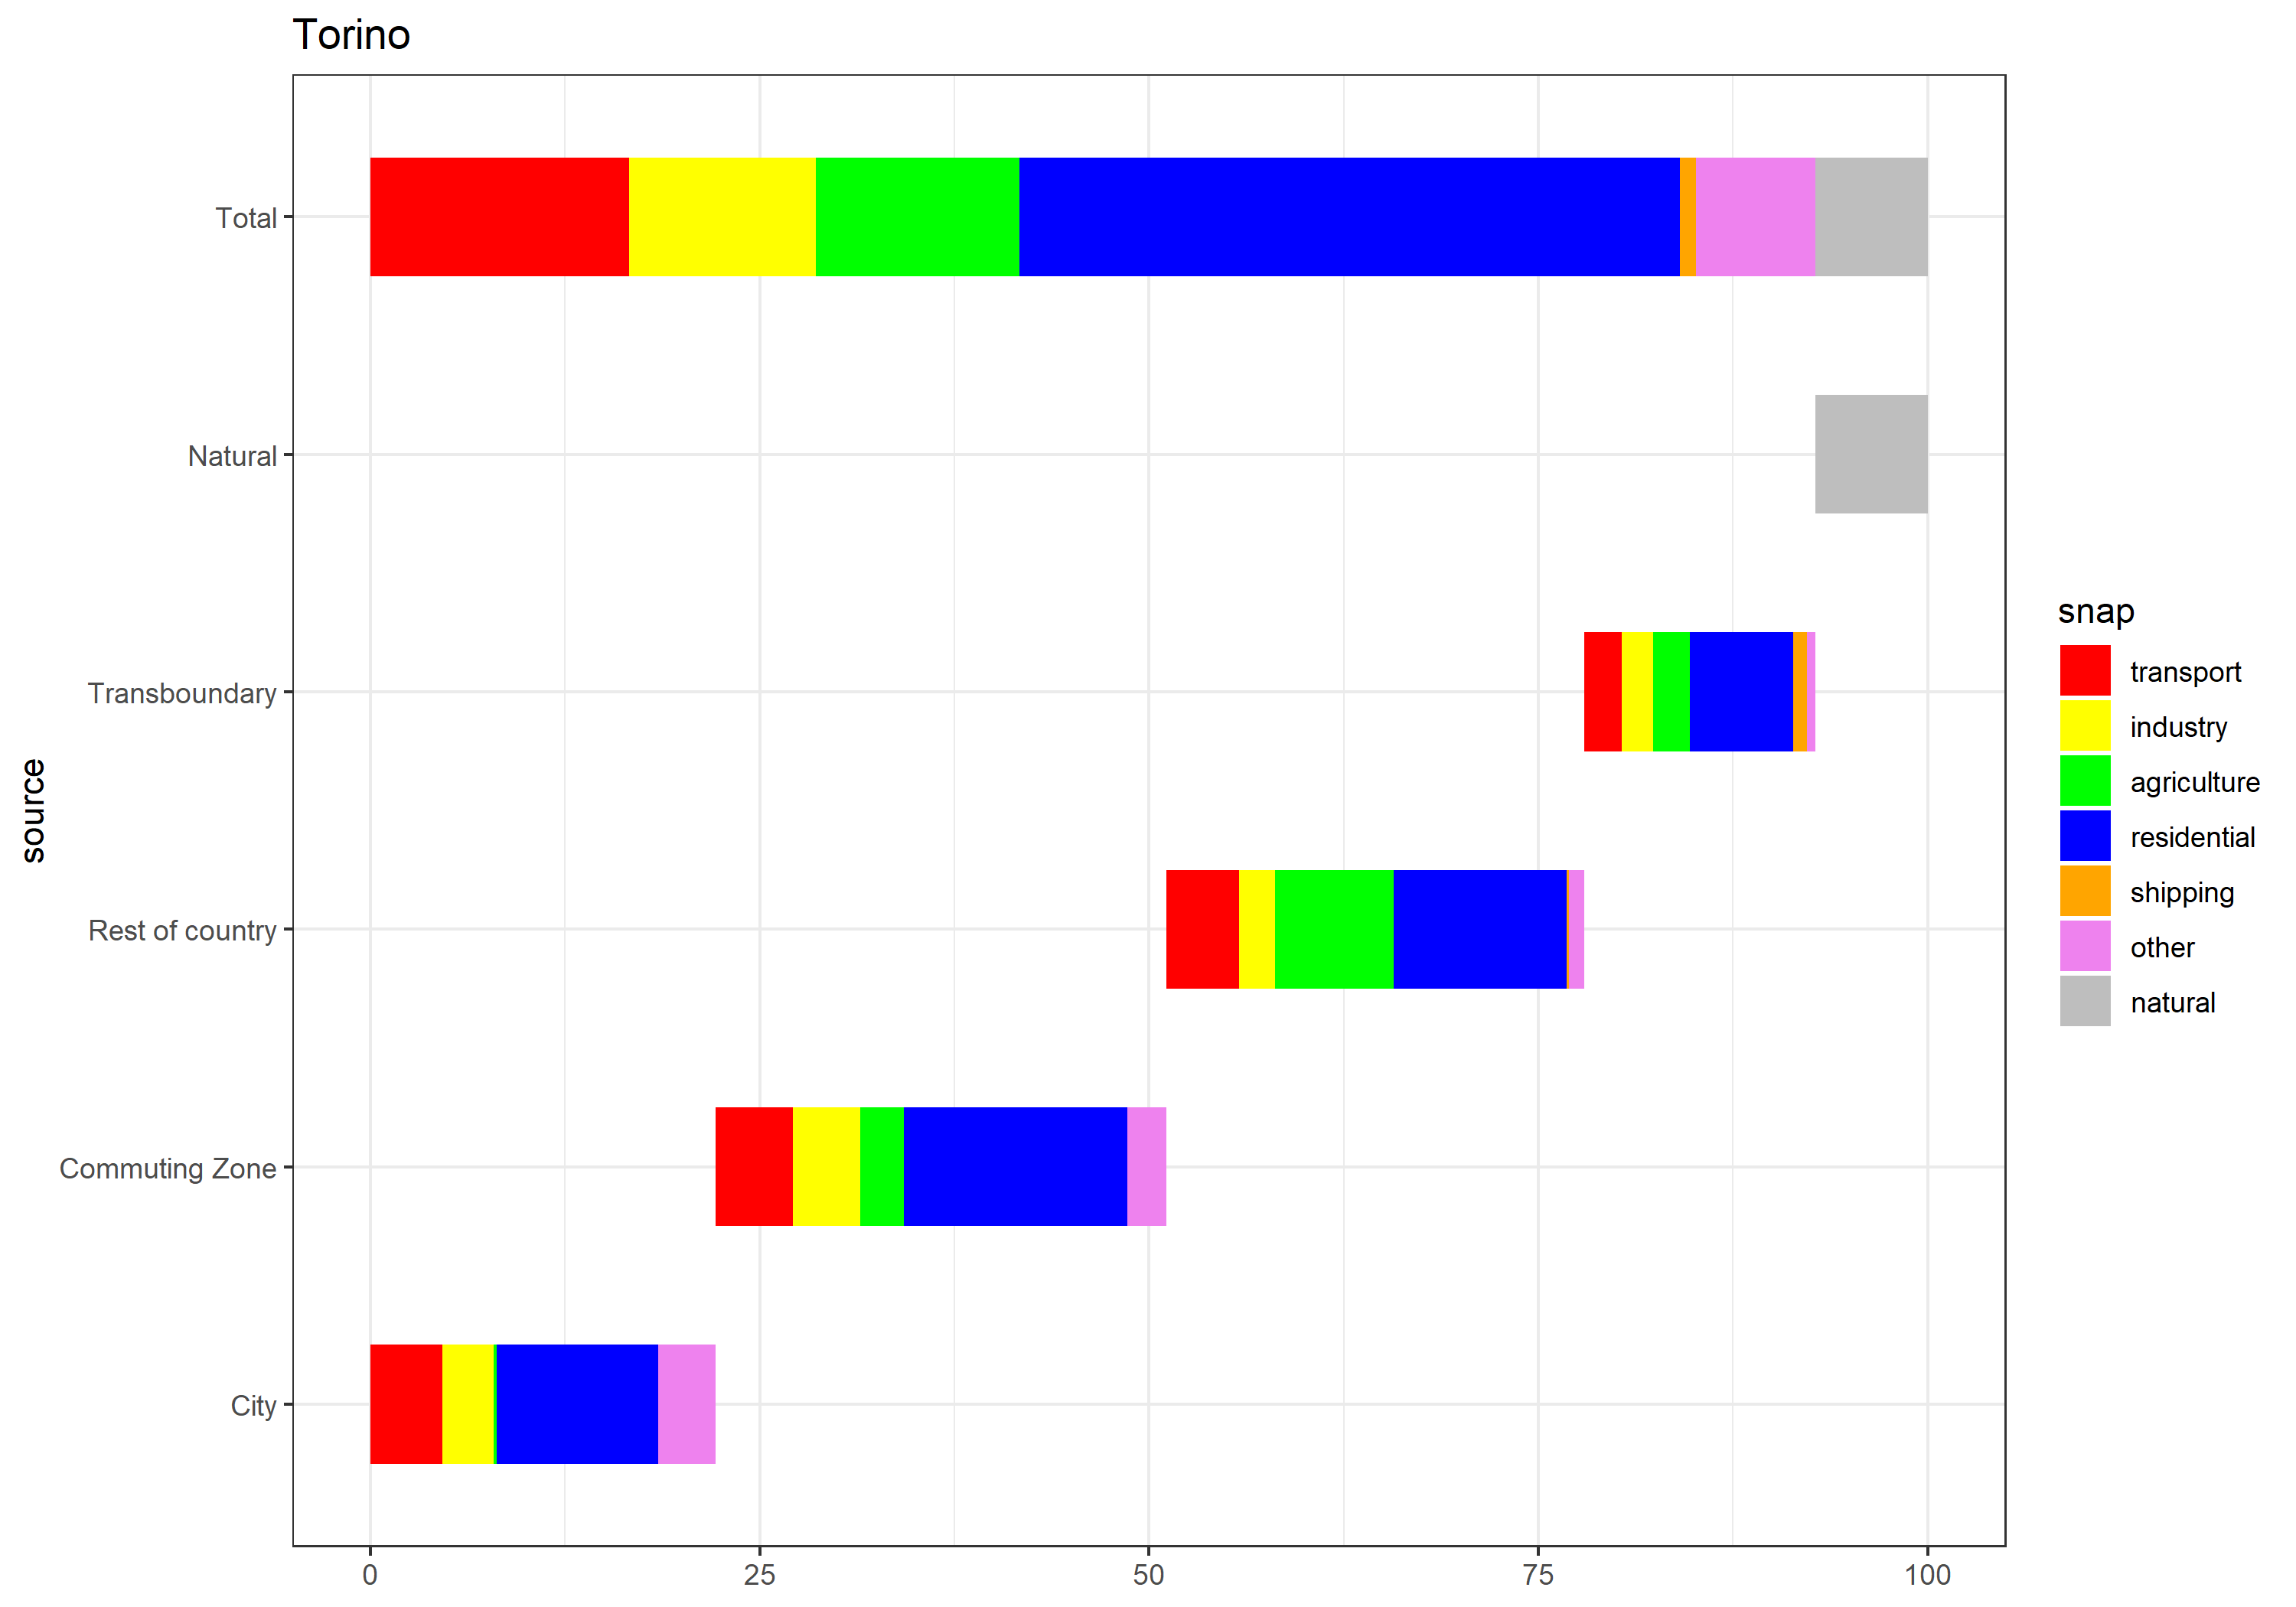 Torino
Total
Natural
Transboundary
Rest of country
Commuting Zone
City
source
0 25 50 75 100
snap
transport
industry
agriculture
residential
shipping
other
natural